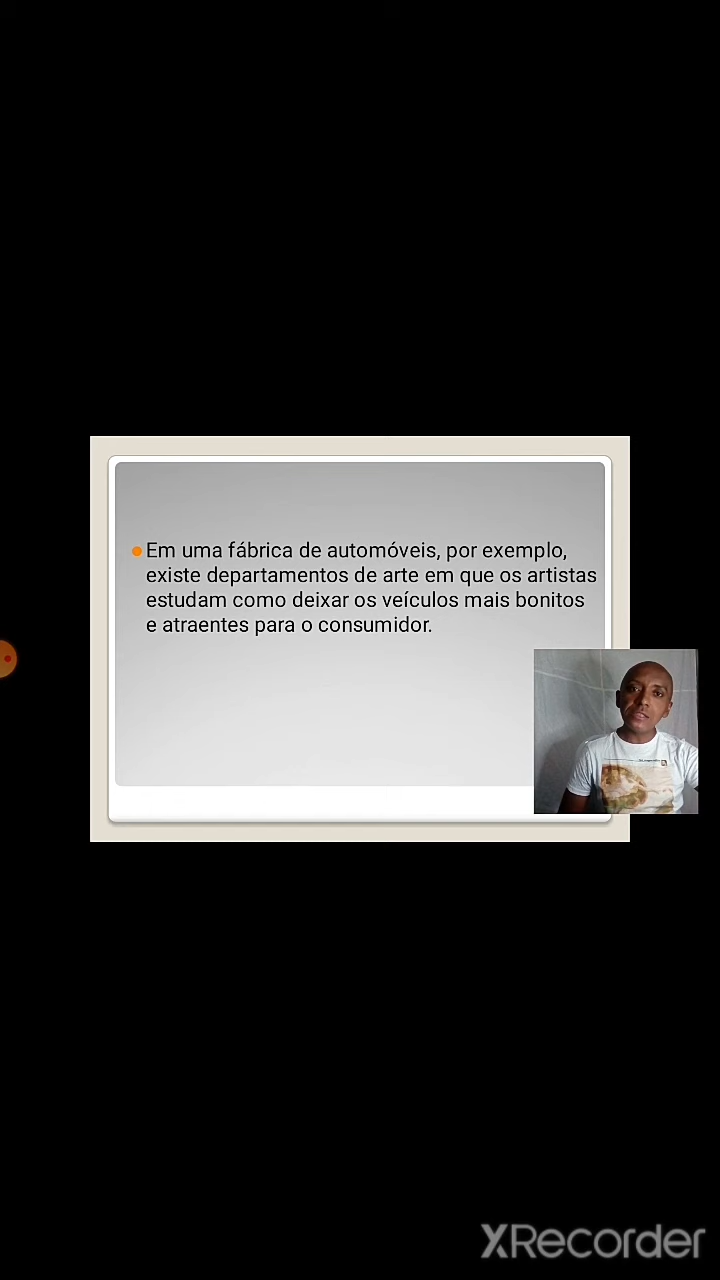 Em uma fábrica de automóveis, por exemplo,
existe departamentos de arte em que os artistas
estudam como deixar os veículos mais bonitos
e atraentes para o consumidor.
XRecorder